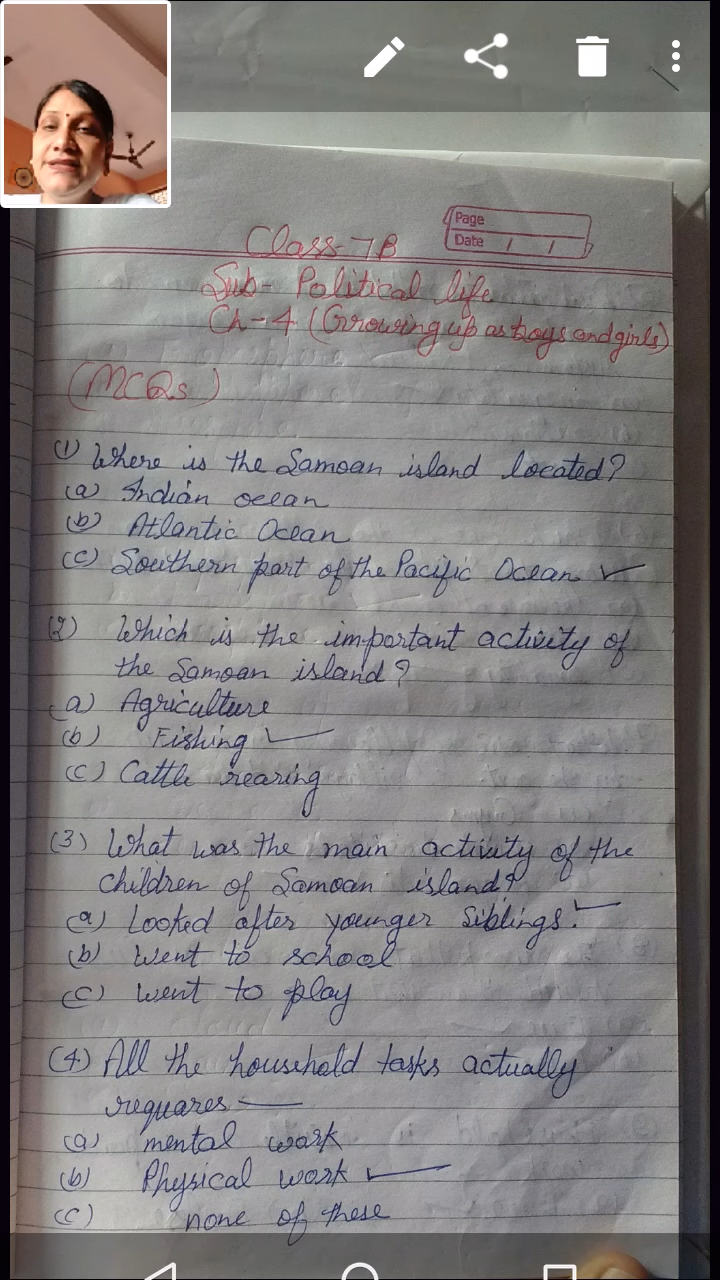 Page
Date / /
Class-7B
Sub- Political life
Ch-4 (Growing up as boys and girls)
(MCQs)
(1) Where is the Samoan island located?
(a) Indian ocean
(b) Atlantic Ocean
(c) Southern part of the Pacific Ocean ✓
(2) Which is the important activity of
the Samoan island?
(a) Agriculture
(b) Fishing ✓
(c) Cattle rearing
(3) What was the main activity of the
children of Samoan island?
(a) Looked after younger siblings. ✓
(b) Went to school
(c) went to play
(4) All the household tasks actually
requares —
(a) mental work
(b) Physical work ✓
(c) none of these